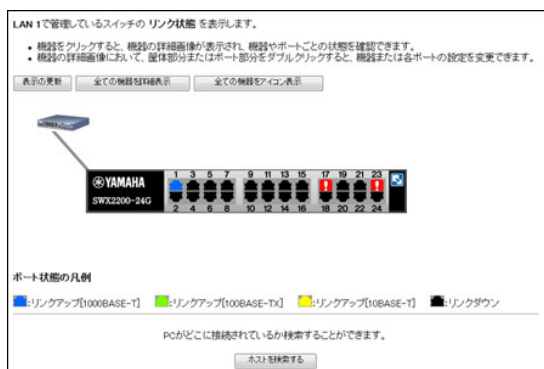 LAN 1で管理しているスイッチの リンク状態 を表示します。
・ 機器をクリックすると、機器の詳細画像が表示され、機器やポートごとの状態を確認できます。
・ 機器の詳細画像において、筐体部分またはポート部分をダブルクリックすると、機器または各ポートの設定を変更できます。
表示の更新 全ての機器を詳細表示 全ての機器をアイコン表示
1 3 5 7 9 11 13 15 17 19 21 23
YAMAHA
SWX2200-24G
2 4 6 8 10 12 14 16 18 20 22 24
ポート状態の凡例
:リンクアップ[1000BASE-T] :リンクアップ[100BASE-TX] :リンクアップ[10BASE-T] :リンクダウン
PCがどこに接続されているか検索することができます。
ホストを検索する